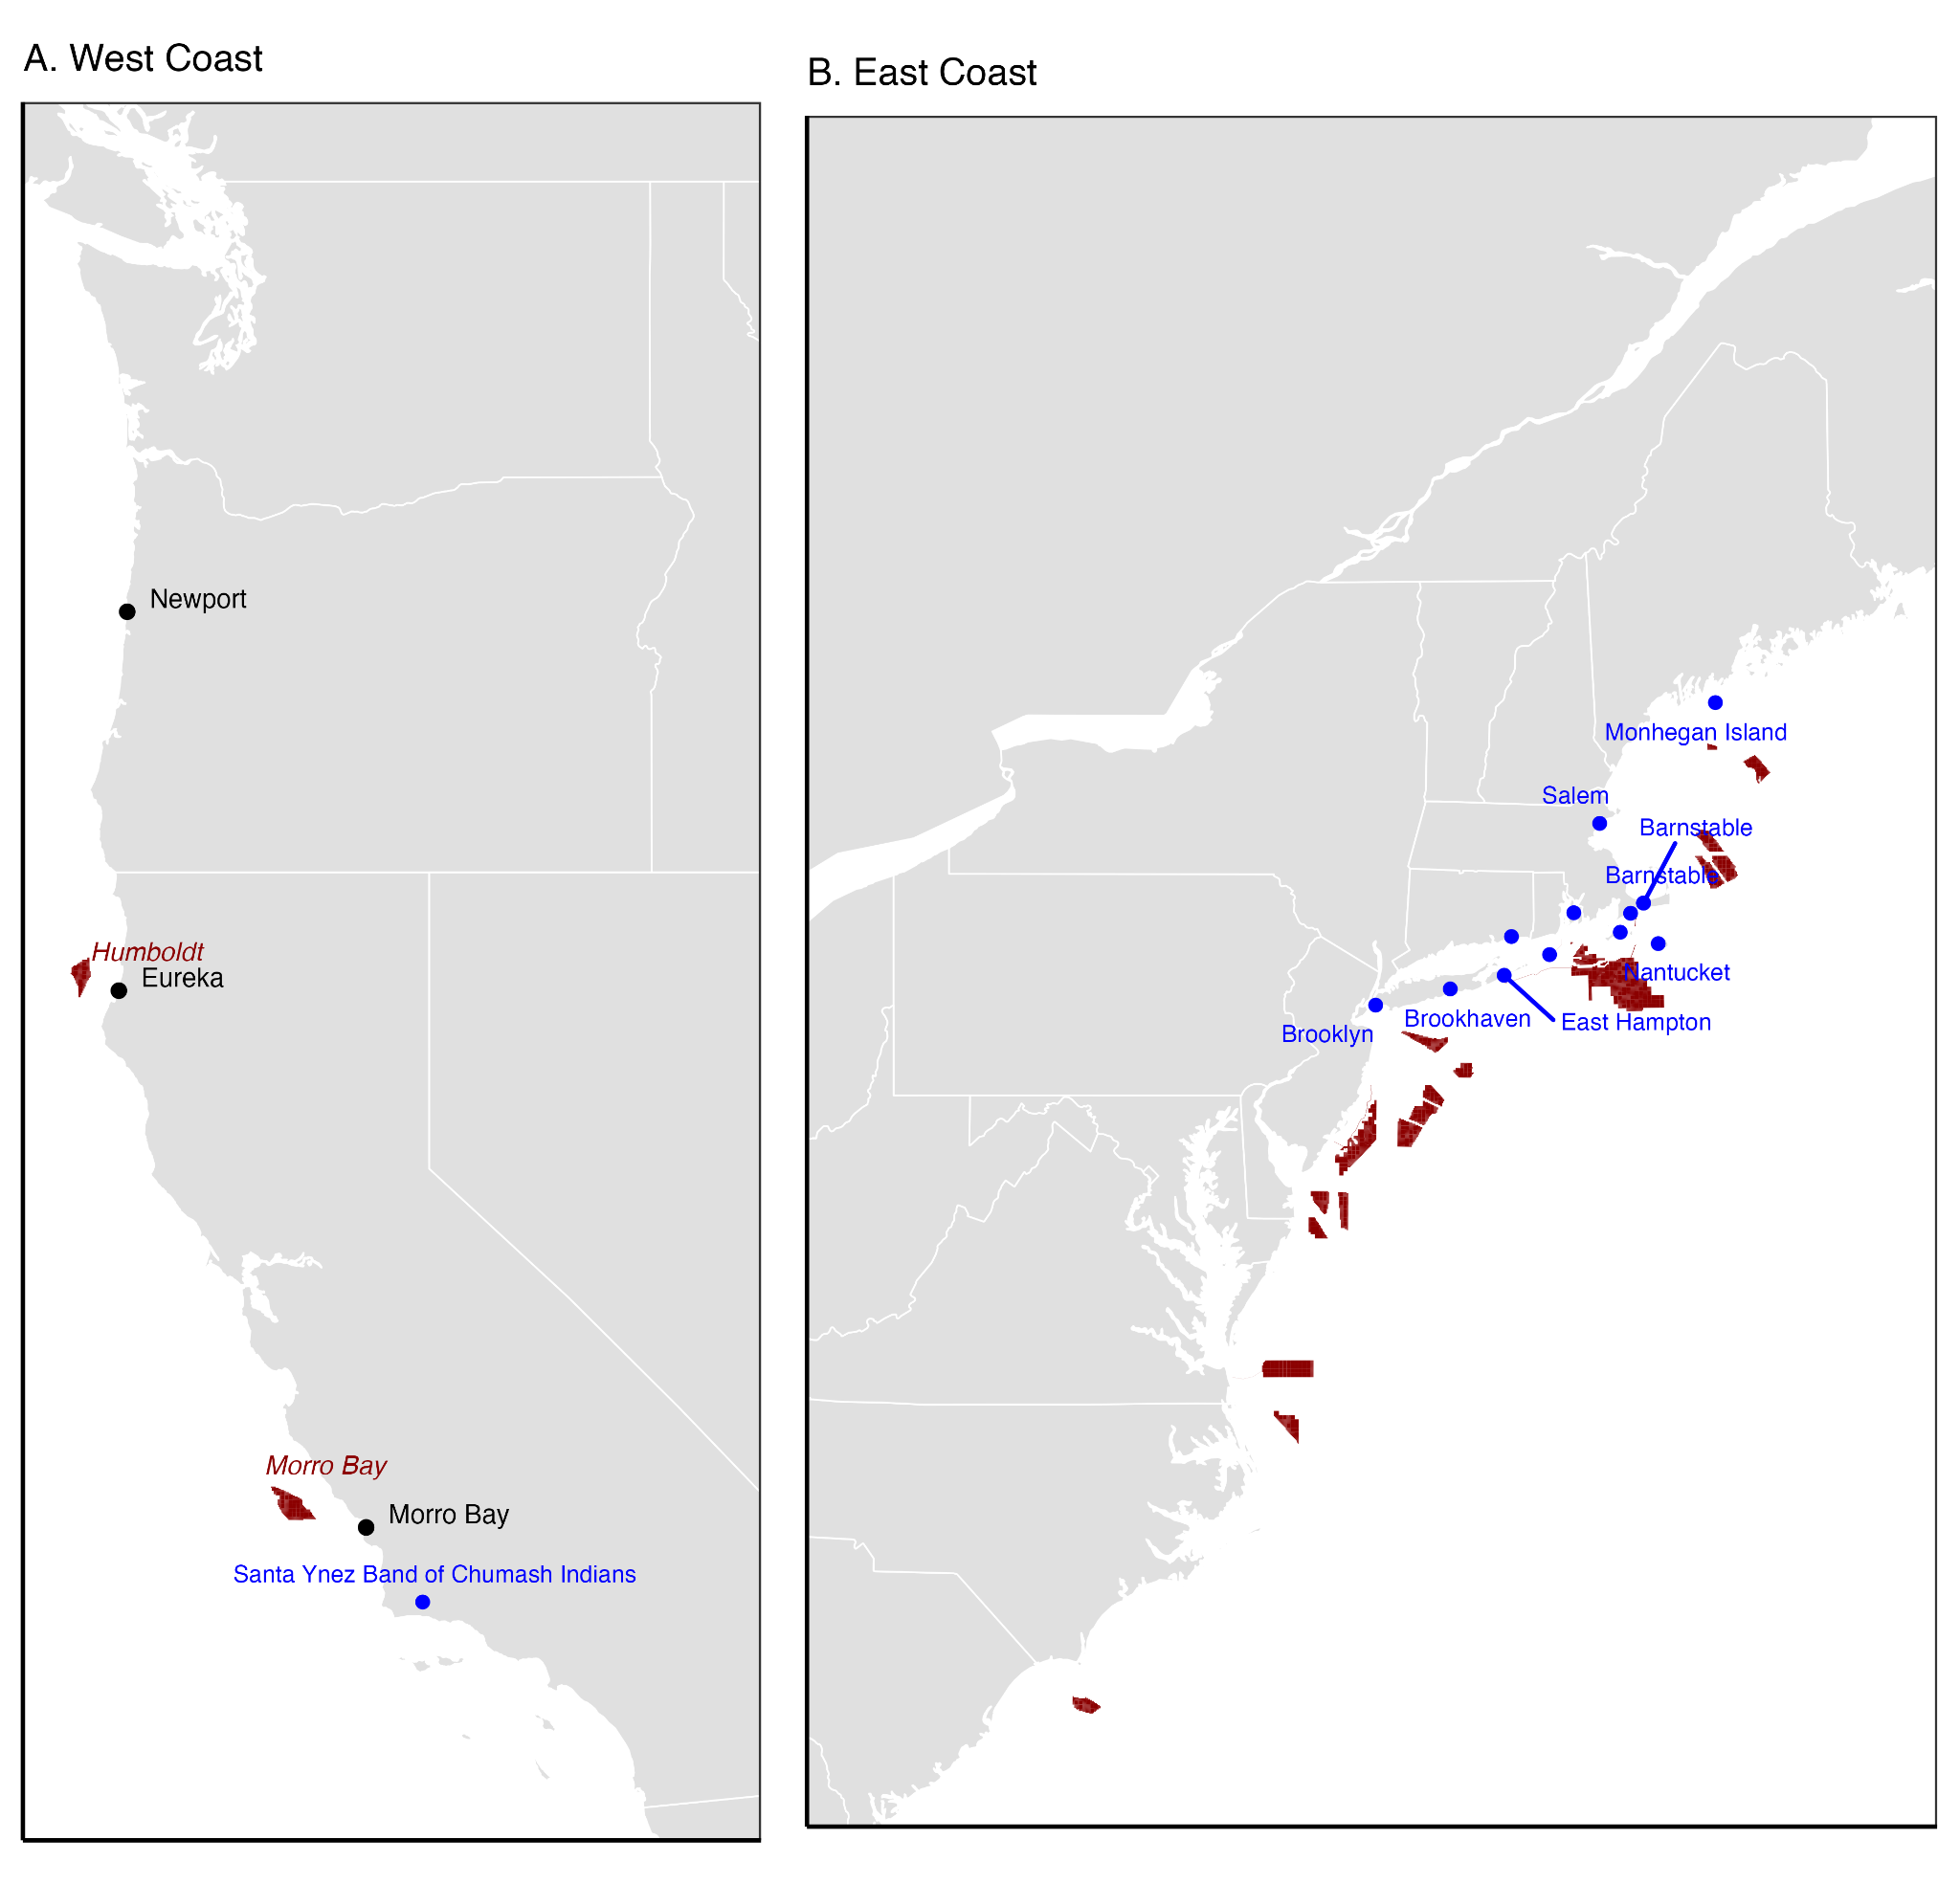 A. West Coast
Newport
Humboldt
Eureka
Morro Bay
Morro Bay
Santa Ynez Band of Chumash Indians
B. East Coast
Monhegan Island
Salem
Barnstable
Barnstable
Nantucket
Brookhaven
East Hampton
Brooklyn